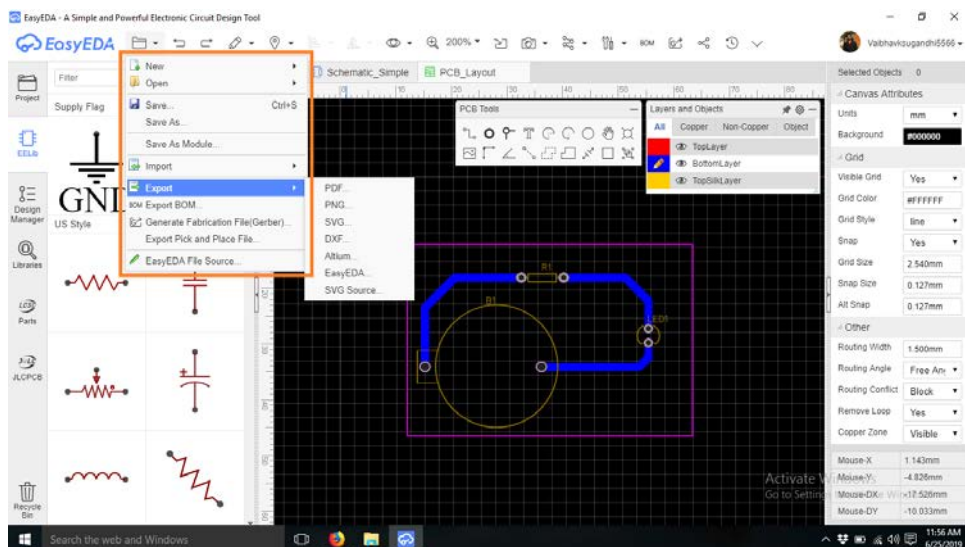 EasyEDA - A Simple and Powerful Electronic Circuit Design Tool
EasyEDA
200%
BOM
Vaibhavksugandhi5566
Project
EELib
Design Manager
Libraries
Parts
JLCPCB
Recycle Bin
Filter
Supply Flag
GND
US Style
New
Open
Save... Ctrl+S
Save As...
Save As Module...
Import
Export
BOM Export BOM...
Generate Fabrication File(Gerber)...
Export Pick and Place File...
EasyEDA File Source...
PDF...
PNG...
SVG...
DXF...
Altium...
EasyEDA...
SVG Source...
Schematic_Simple
PCB_Layout
PCB Tools
Layers and Objects
All Copper Non-Copper Object
TopLayer
BottomLayer
TopSilkLayer
R1
B1
LED1
Selected Objects 0
Canvas Attributes
Units mm
Background #000000
Grid
Visible Grid Yes
Grid Color #FFFFFF
Grid Style line
Snap Yes
Grid Size 2.540mm
Snap Size 0.127mm
Alt Snap 0.127mm
Other
Routing Width 1.500mm
Routing Angle Free Ang
Routing Conflict Block
Remove Loop Yes
Copper Zone Visible
Mouse-X 1.143mm
Mouse-Y -4.826mm
Mouse-DX -17.526mm
Mouse-DY -10.033mm
Activate Windows
Search the web and Windows
11:56 AM
6/25/2019